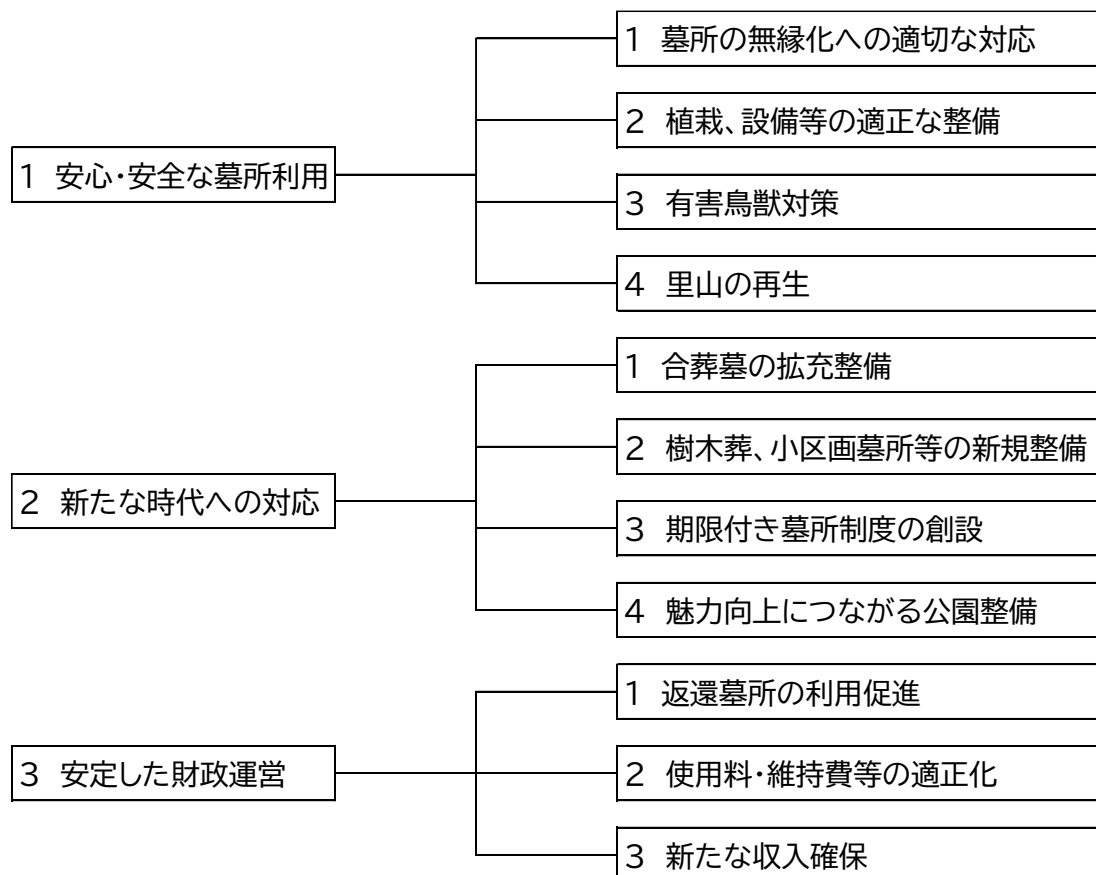 1 安心・安全な墓所利用
1 墓所の無縁化への適切な対応
2 植栽、設備等の適正な整備
3 有害鳥獣対策
4 里山の再生
2 新たな時代への対応
1 合葬墓の拡充整備
2 樹木葬、小区画墓所等の新規整備
3 期限付き墓所制度の創設
4 魅力向上につながる公園整備
3 安定した財政運営
1 返還墓所の利用促進
2 使用料・維持費等の適正化
3 新たな収入確保